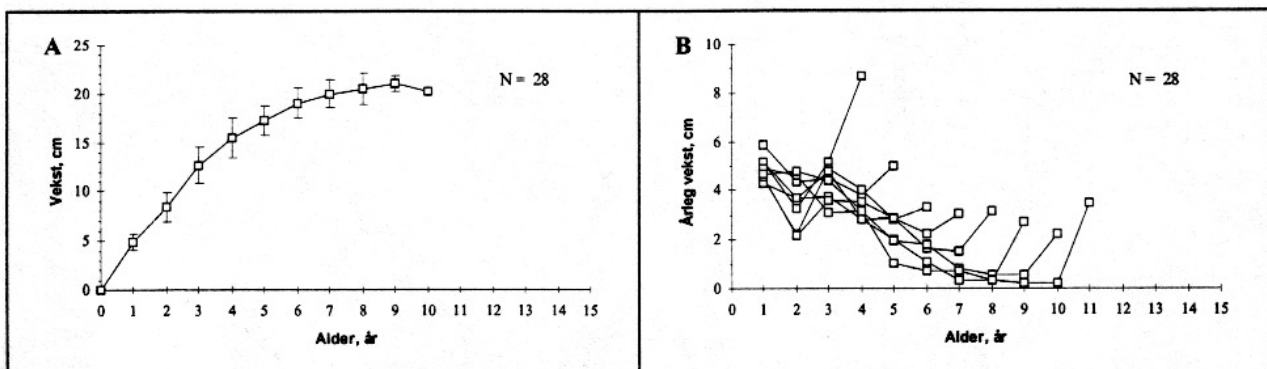 A
Vekst, cm
25
20
15
10
5
0
N = 28
0 1 2 3 4 5 6 7 8 9 10 11 12 13 14 15
Alder, år
B
Årleg vekst, cm
10
8
6
4
2
0
N = 28
0 1 2 3 4 5 6 7 8 9 10 11 12 13 14 15
Alder, år